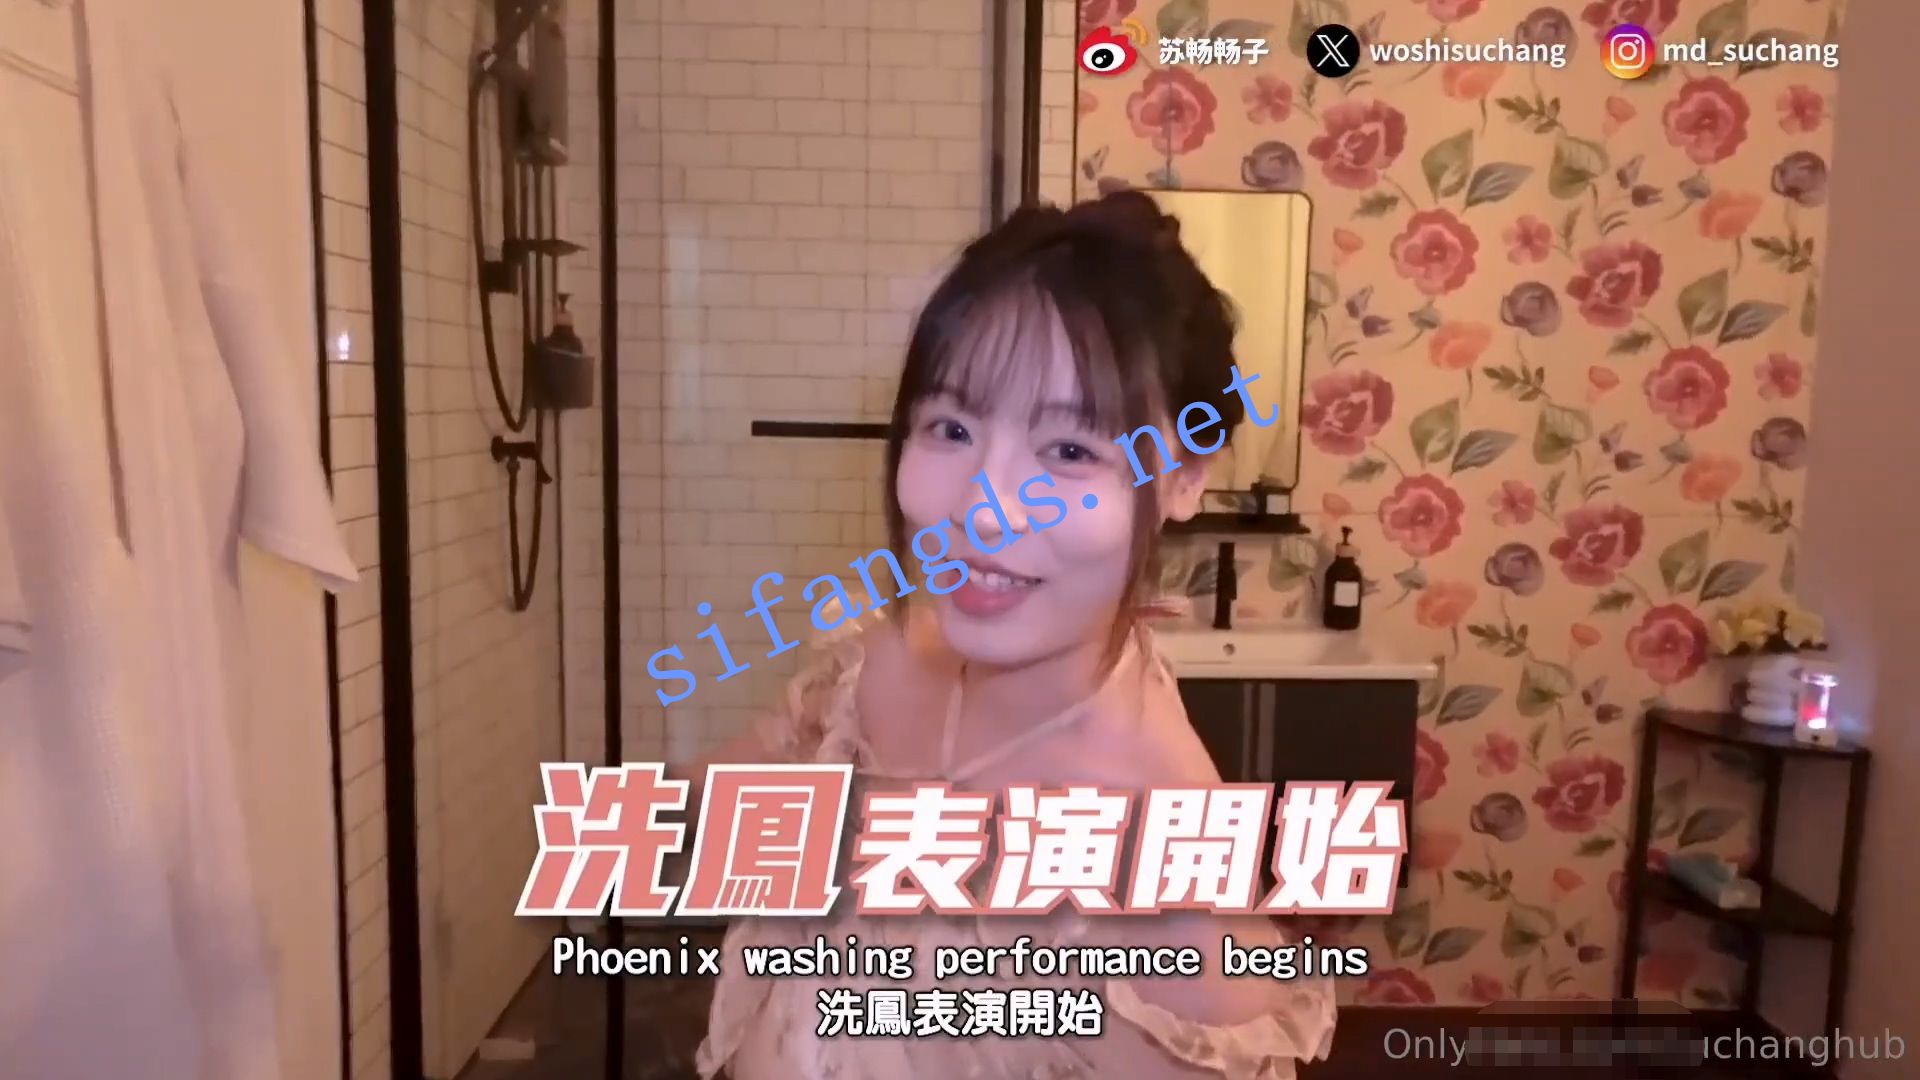 苏畅畅子 woshisuchang md_suchang
sifangds.net
洗鳳表演開始
Phoenix washing performance begins
洗鳳表演開始
Only uchanghub